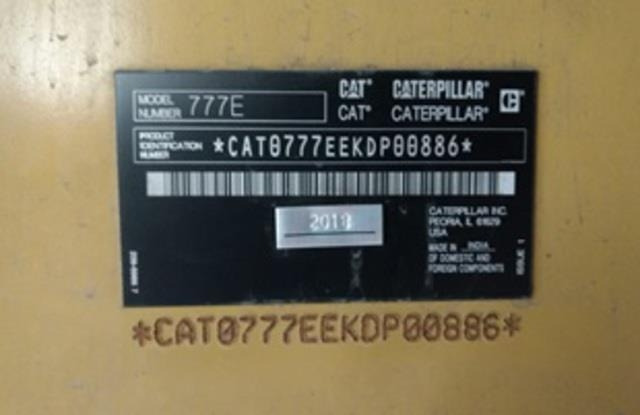 MODEL NUMBER 777E
CAT® CATERPILLAR®
CAT® CATERPILLAR®
PRODUCT IDENTIFICATION NUMBER *CAT0777EEKDP00886*
2018
CATERPILLAR INC.
PEORIA, IL 61629
USA
MADE IN INDIA
OF DOMESTIC AND
FOREIGN COMPONENTS
ISSUE 1
*CAT0777EEKDP00886*